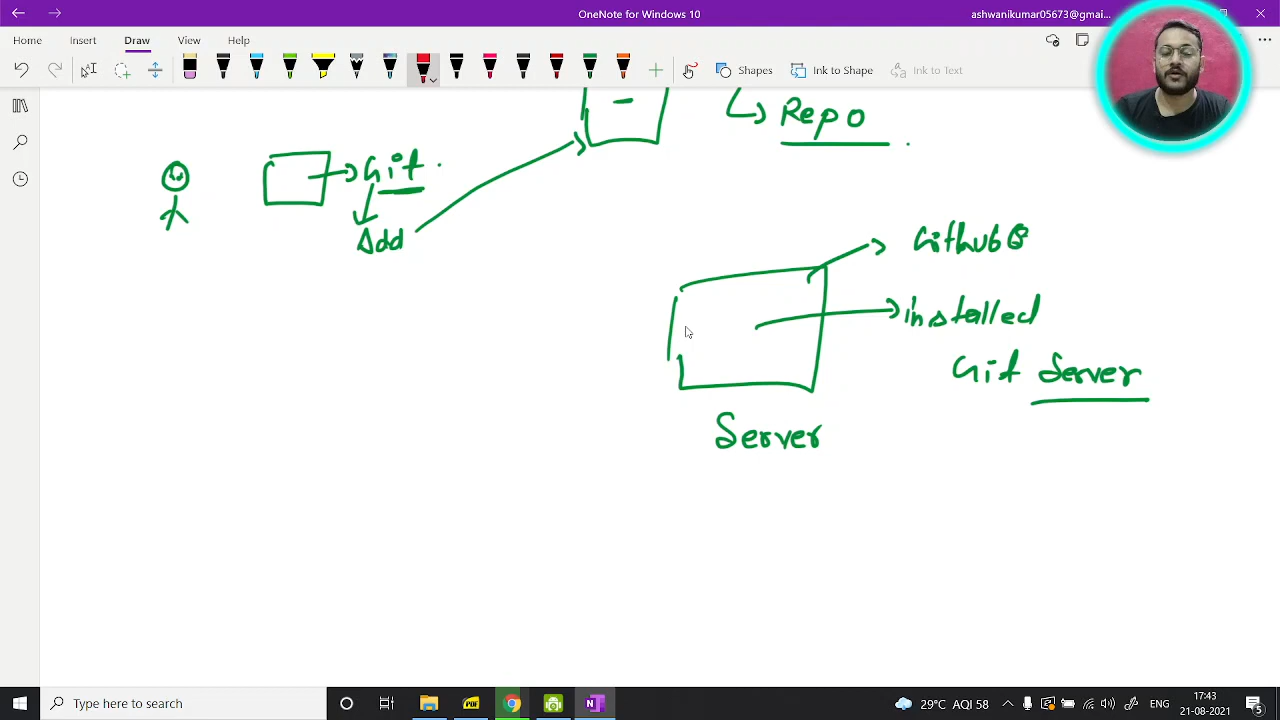 OneNote for Windows 10
ashwanikumar05673@gmai...
Home
Insert
Draw
View
Help
Shapes
Ink to Shape
Ink to Text
Repo
Git
Add
Github
installed
Git Server
Server
Type here to search
29°C AQI 58
ENG
17:43
21-08-2021
5